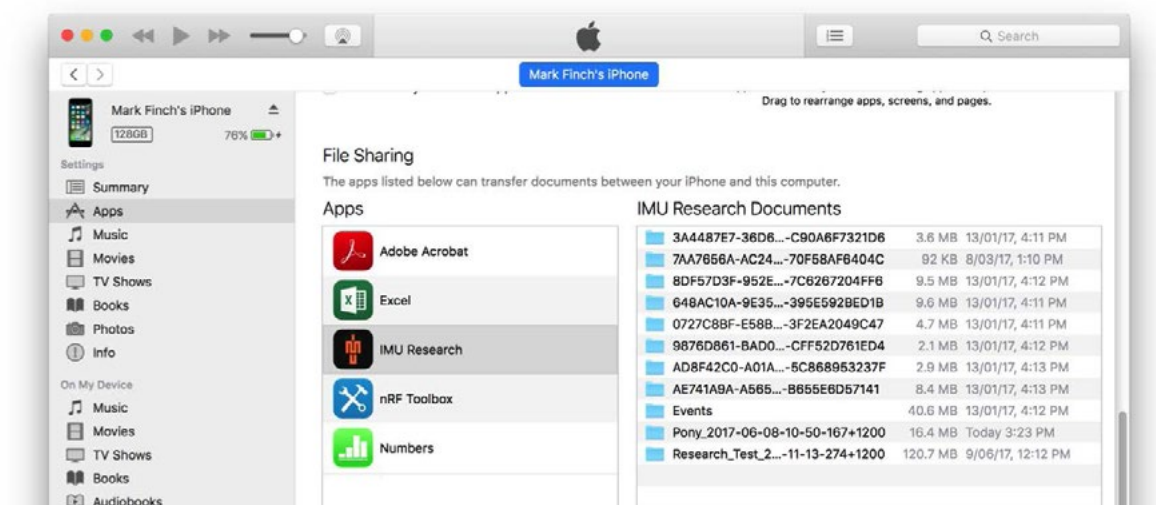 Search
Mark Finch's iPhone
Mark Finch's iPhone
128GB
76%
Drag to rearrange apps, screens, and pages.
Settings
Summary
Apps
Music
Movies
TV Shows
Books
Photos
Info
On My Device
Music
Movies
TV Shows
Books
Audiobooks
File Sharing
The apps listed below can transfer documents between your iPhone and this computer.
Apps
Adobe Acrobat
Excel
IMU Research
nRF Toolbox
Numbers
IMU Research Documents
3A4487E7-36D6...-C90A6F7321D6 3.6 MB 13/01/17, 4:11 PM
7AA7656A-AC24...-70F58AF6404C 92 KB 8/03/17, 1:10 PM
8DF57D3F-952E...-7C6267204FF6 9.5 MB 13/01/17, 4:12 PM
648AC10A-9E35...-395E592BED1B 9.6 MB 13/01/17, 4:11 PM
0727C8BF-E58B...-3F2EA2049C47 4.7 MB 13/01/17, 4:11 PM
9876D861-BAD0...-CFF52D761ED4 2.1 MB 13/01/17, 4:12 PM
AD8F42C0-A01A...-5C868953237F 2.9 MB 13/01/17, 4:13 PM
AE741A9A-A565...-B655E6D57141 8.4 MB 13/01/17, 4:13 PM
Events 40.6 MB 13/01/17, 4:12 PM
Pony_2017-06-08-10-50-167+1200 16.4 MB Today 3:23 PM
Research_Test_2...-11-13-274+1200 120.7 MB 9/06/17, 12:12 PM